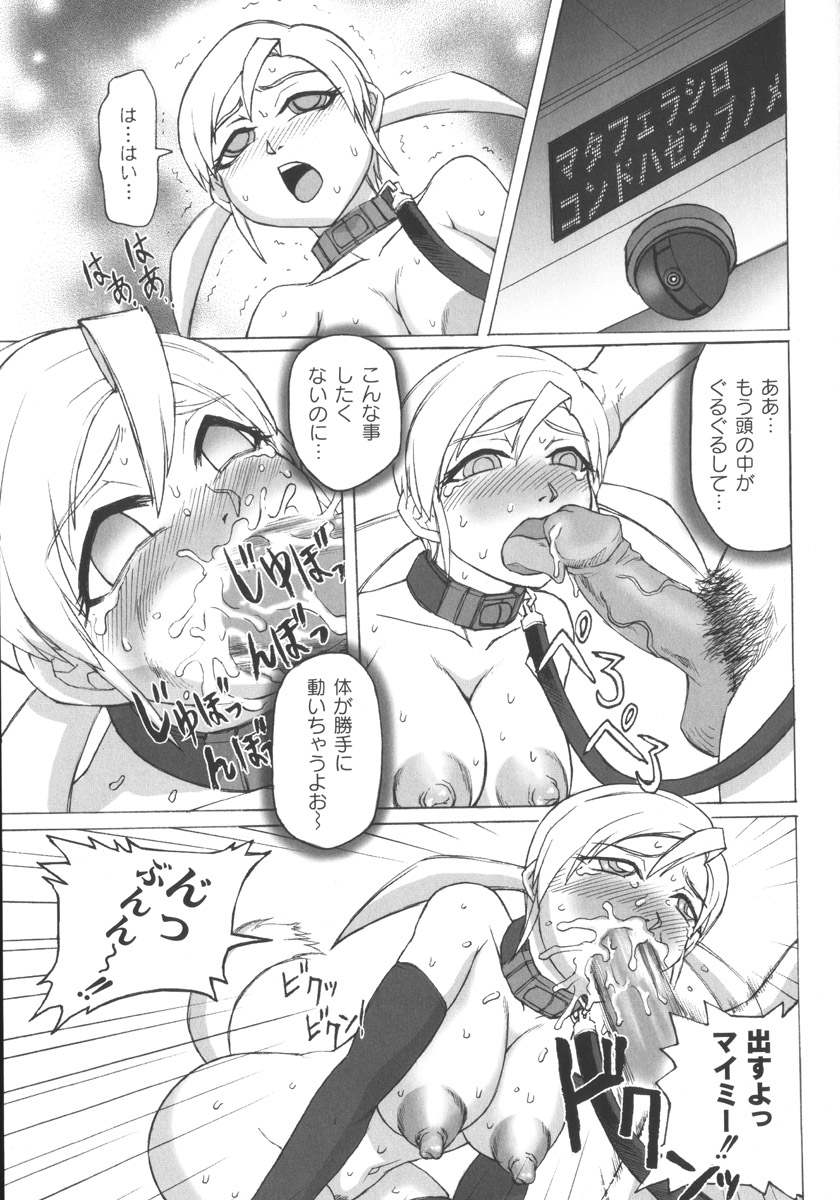 マタフェラシロ
コンドハゼンブノメ
は…はい…
はあ…
はあ…
ああ…
もう頭の中が
ぐるぐるして…
ぺろ
ぺろ
こんな事
したく
ないのに…
じゅぼっ
んぼっ
じゅぼっ
んぼっ
体が勝手に
動いちゃうよお～
出すよっ
マイミー!!
ドクンッ
ビクッ
ビクン!
んっ
ぶんん～!!